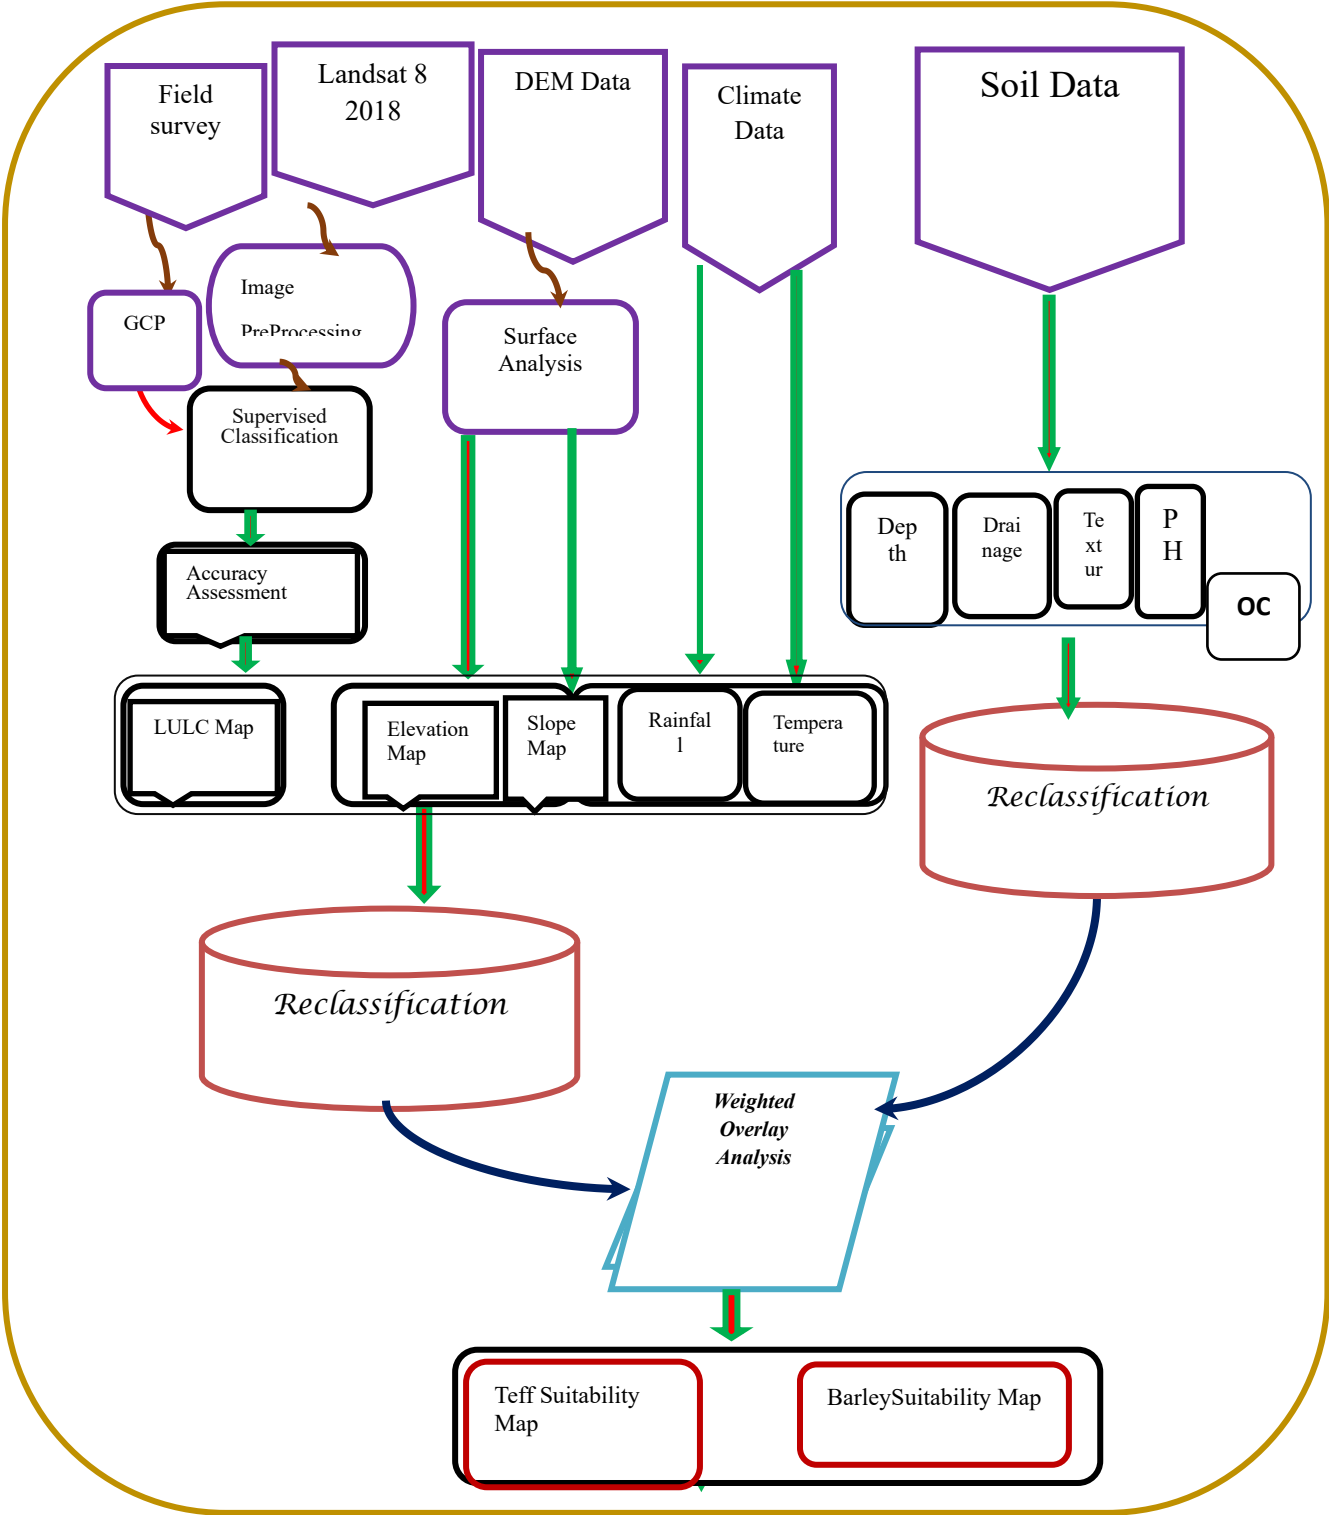 Field
survey
Landsat 8
2018
DEM Data
Climate
Data
Soil Data
GCP
Image
PreProcessing
Surface
Analysis
Supervised
Classification
Accuracy
Assessment
Dep
th
Drai
nage
Te
xt
ur
P
H
OC
LULC Map
Elevation
Map
Slope
Map
Rainfal
l
Tempera
ture
Reclassification
Reclassification
Weighted
Overlay
Analysis
Teff Suitability
Map
BarleySuitability Map